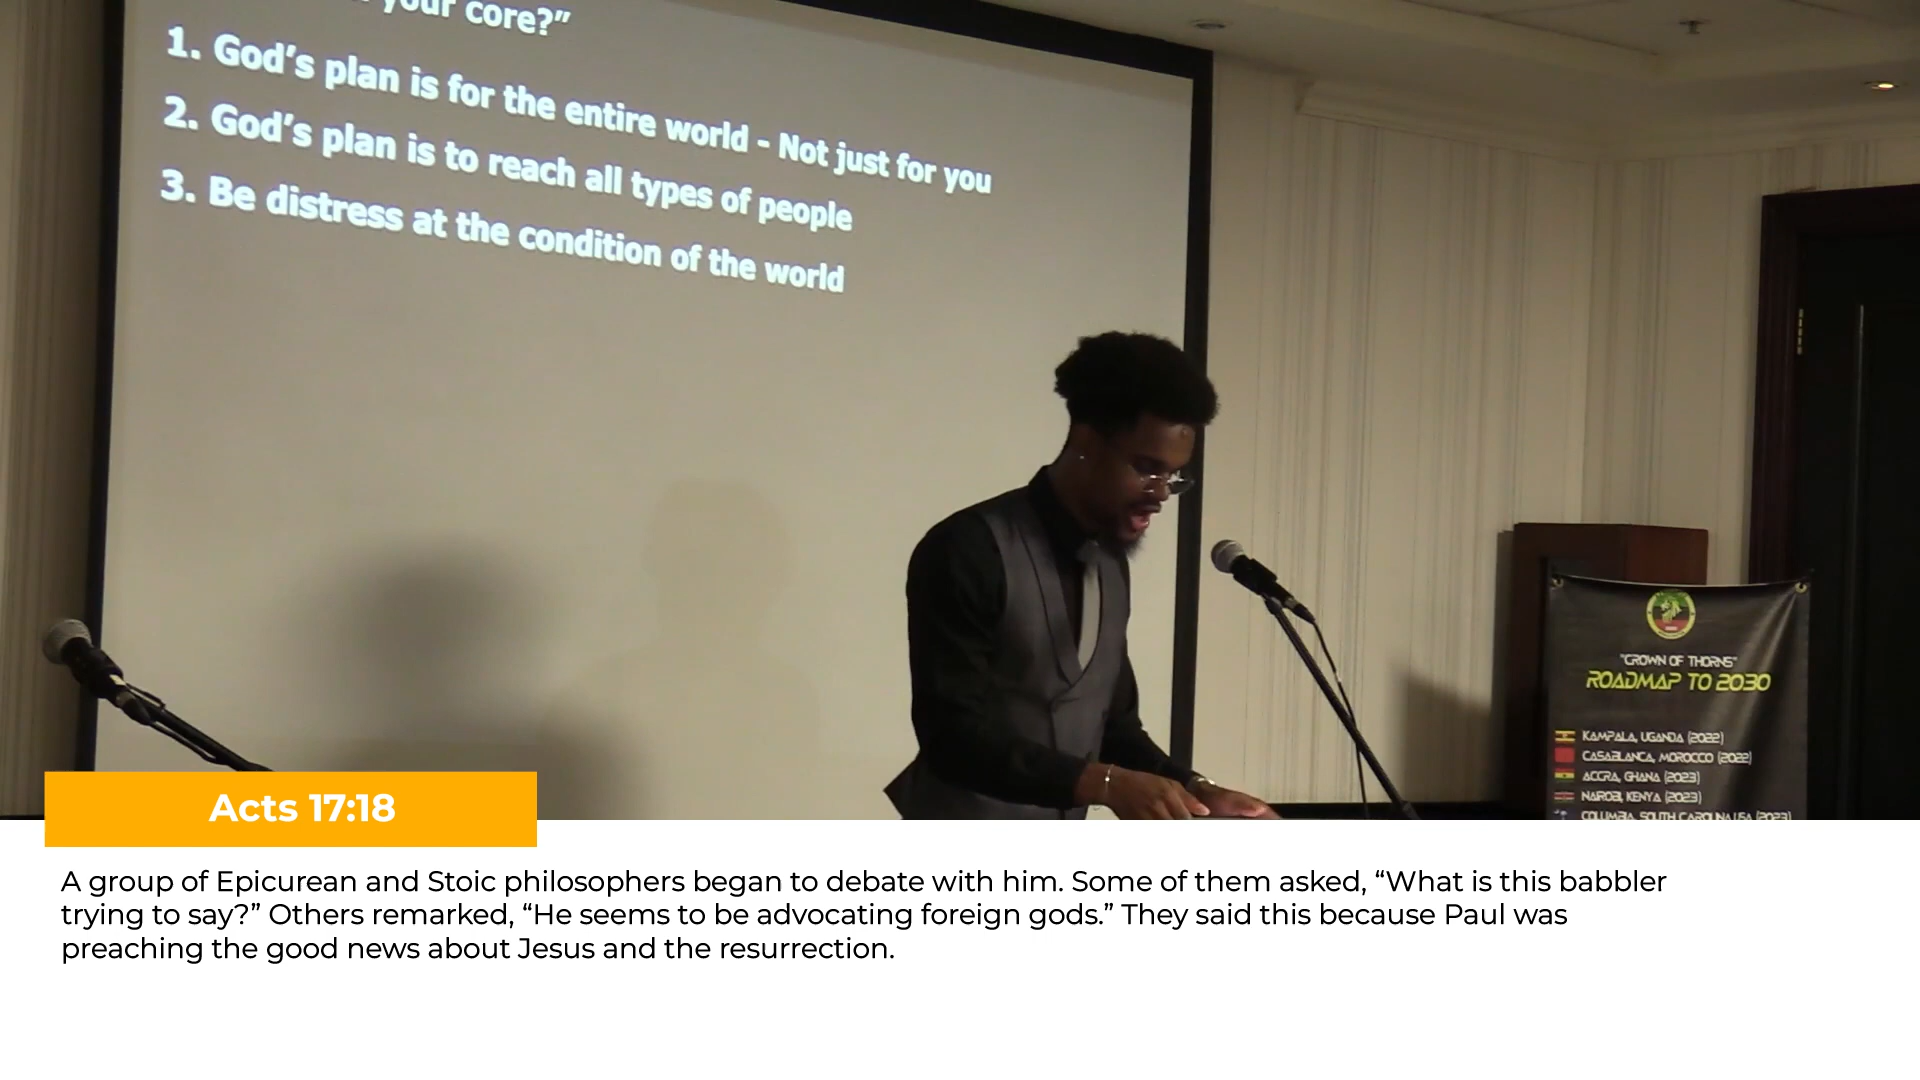 your core?”
1. God’s plan is for the entire world - Not just for you
2. God’s plan is to reach all types of people
3. Be distress at the condition of the world
"CROWN OF THORNS"
ROADMAP TO 2030
KAMPALA, UGANDA (2022)
CASABLANCA, MOROCCO (2022)
ACCRA, GHANA (2023)
NAIROBI, KENYA (2023)
COLUMBIA, SOUTH CAROLINA USA (2023)
Acts 17:18
A group of Epicurean and Stoic philosophers began to debate with him. Some of them asked, “What is this babbler
trying to say?” Others remarked, “He seems to be advocating foreign gods.” They said this because Paul was
preaching the good news about Jesus and the resurrection.